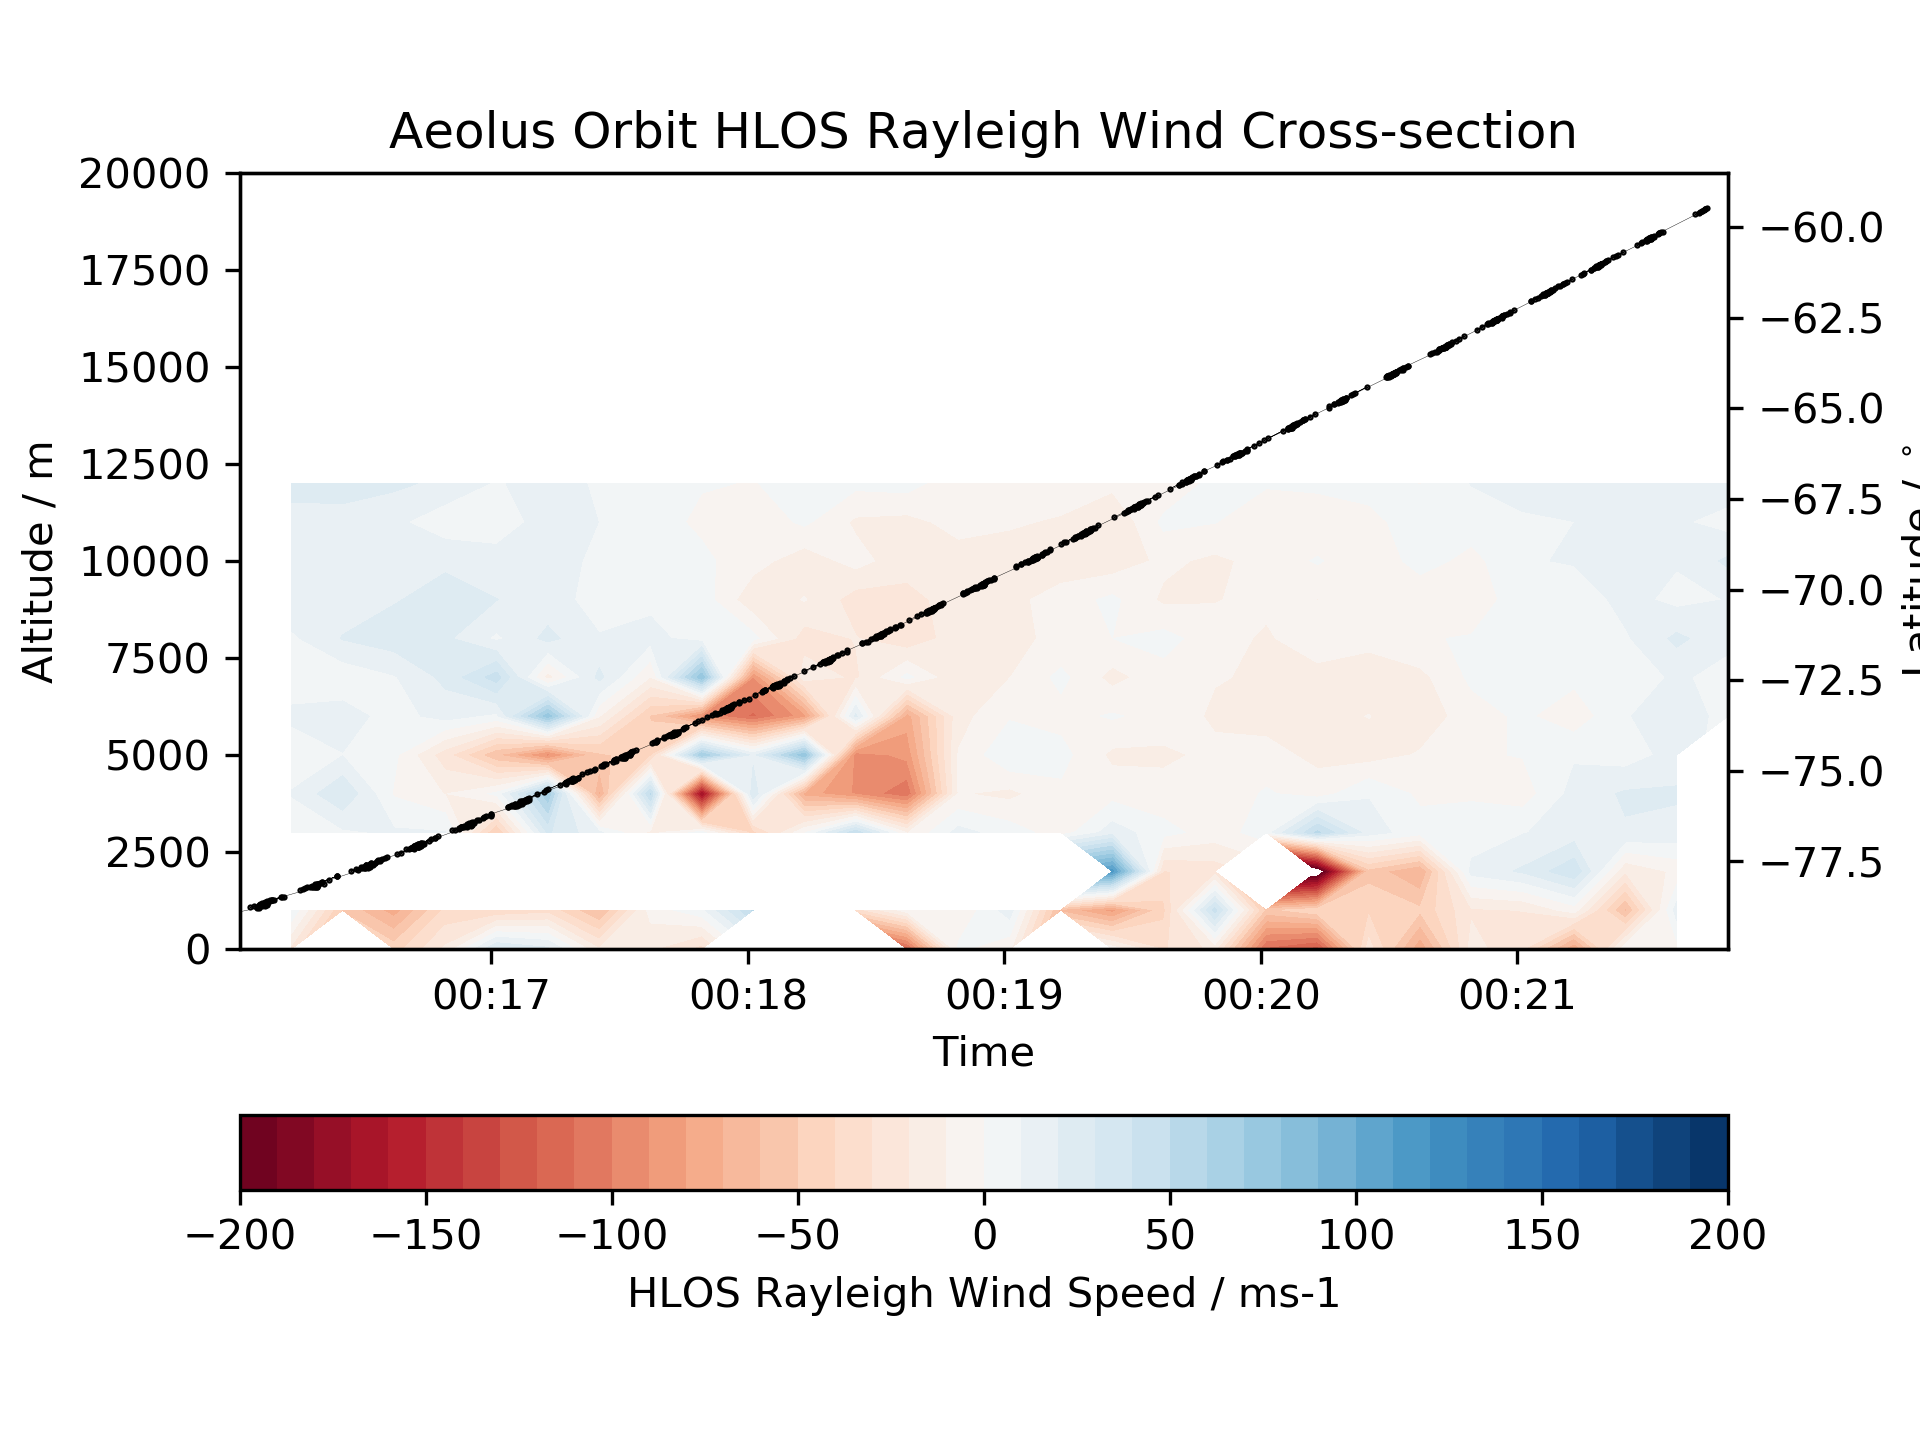 Aeolus Orbit HLOS Rayleigh Wind Cross-section
20000
17500
15000
12500
10000
7500
5000
2500
0
Altitude / m
−60.0
−62.5
−65.0
−67.5
−70.0
−72.5
−75.0
−77.5
Latitude / °
00:17 00:18 00:19 00:20 00:21
Time
−200 −150 −100 −50 0 50 100 150 200
HLOS Rayleigh Wind Speed / ms-1